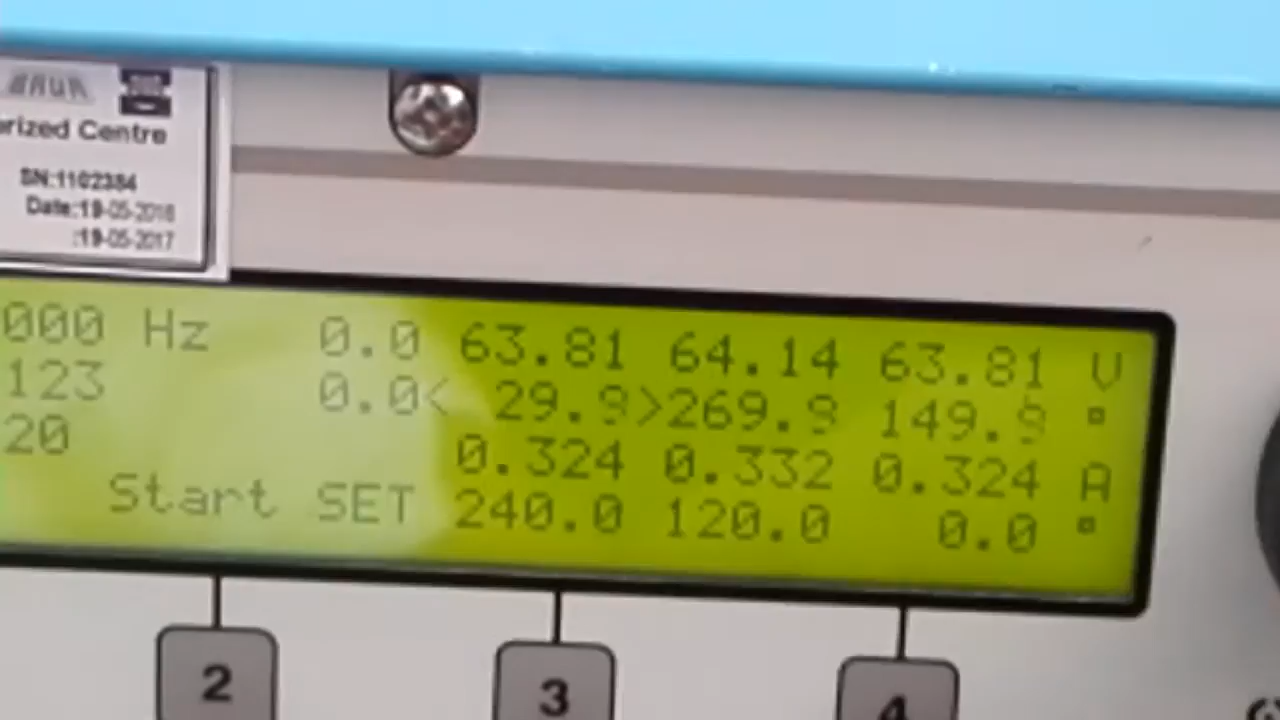 BAUR
orized Centre
SN:1102384
Date:19-05-2016
:19-05-2017
000 Hz 0.0 63.81 64.14 63.81 V
123 0.0< 29.9>269.9 149.9 °
20 0.324 0.332 0.324 A
Start SET 240.0 120.0 0.0 °
2 3 4